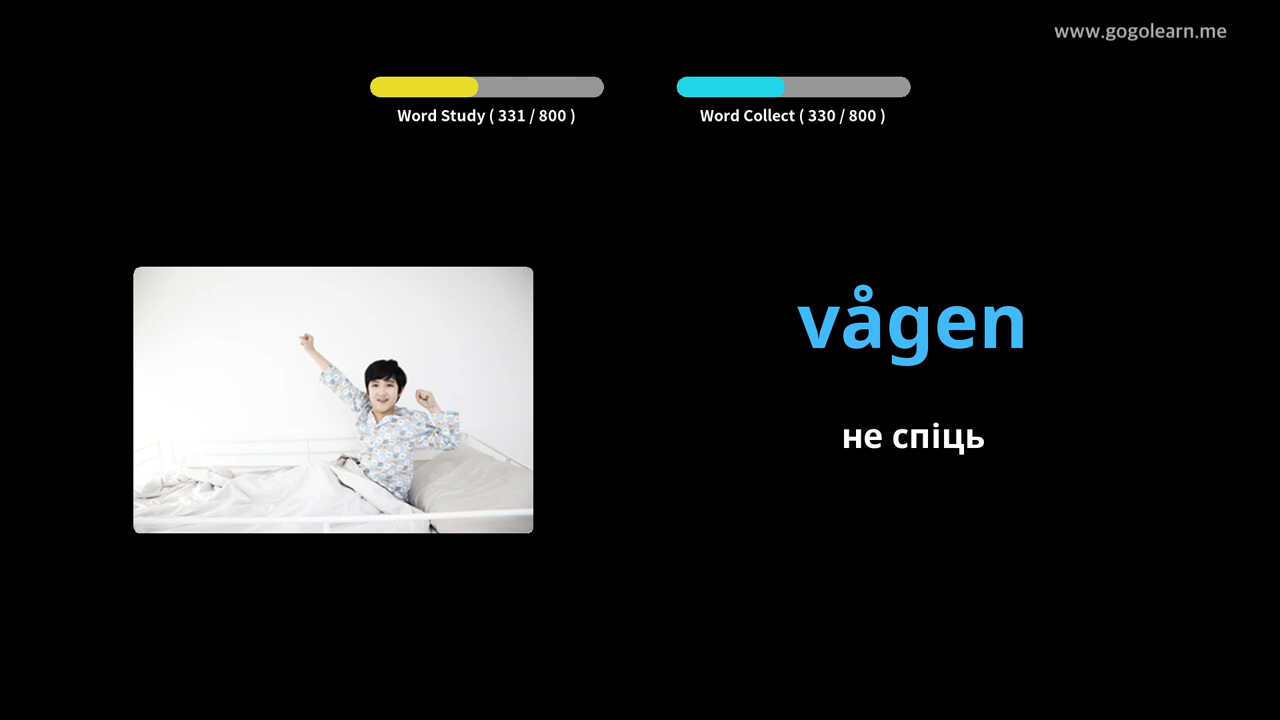 www.gogolearn.me
Word Study ( 331 / 800 )
Word Collect ( 330 / 800 )
vågen
не спіць